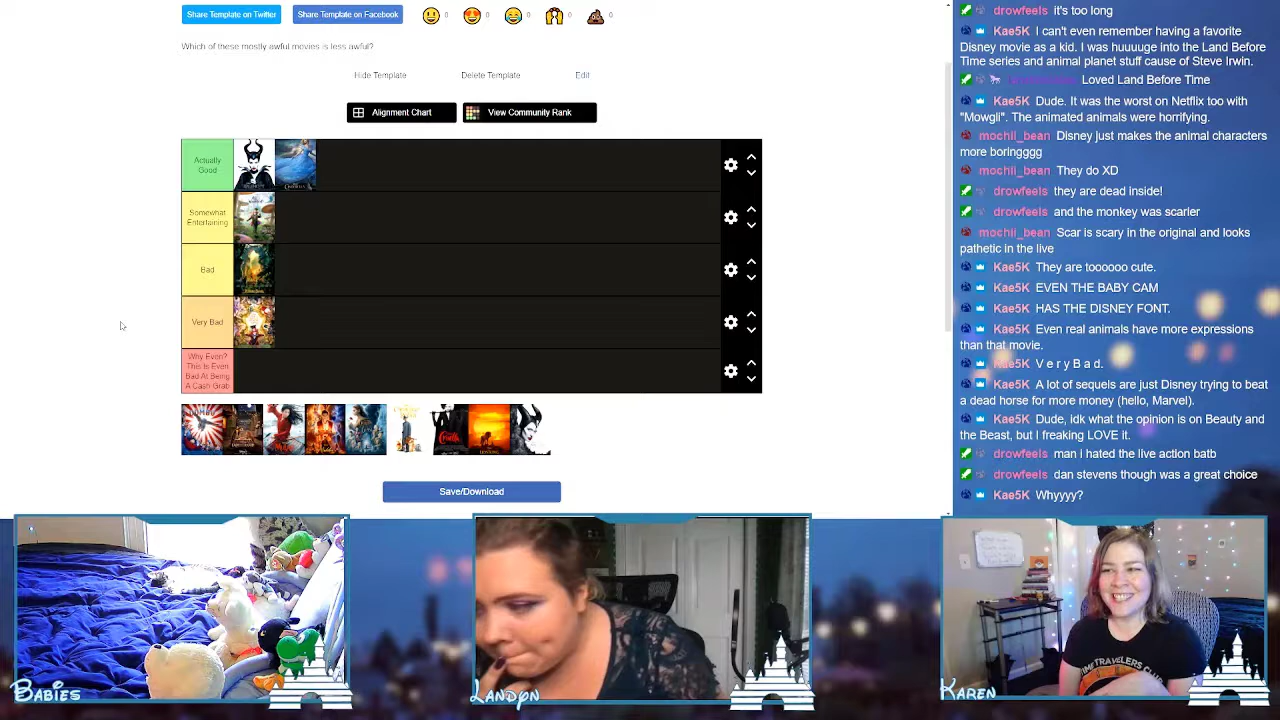 Share Template on Twitter
Share Template on Facebook
0
0
0
0
0
Which of these mostly awful movies is less awful?
Hide Template
Delete Template
Edit
Alignment Chart
View Community Rank
Actually
Good
Somewhat
Entertaining
Bad
Very Bad
Why Even?
This Is Even
Bad At Being
A Cash Grab
Save/Download
drowfeels it's too long
Kae5K I can't even remember having a favorite
Disney movie as a kid. I was huuuuge into the Land Before
Time series and animal planet stuff cause of Steve Irwin.
Loved Land Before Time
Kae5K Dude. It was the worst one along with
"Mowgli". The animated animals were horrifying.
mochii_bean Disney just makes the animal characters
more boringggg
mochii_bean They do XD
drowfeels they are dead inside!
drowfeels and the monkey was scarier
mochii_bean Scar is scary in the original and looks
pathetic in the live
Kae5K They are toooooo cute.
Kae5K EVEN THE BABY CAM
Kae5K HAS THE DISNEY FONT.
Kae5K Even real animals have more expressions
than that movie.
Kae5K V e r y B a d
Kae5K A lot of sequels are just Disney trying to beat
a dead horse for more money (hello, Marvel).
Kae5K Dude, idk what the opinion is on Beauty and
the Beast, but I freaking LOVE it.
drowfeels man i hated the live action batb
drowfeels dan stevens though was a great choice
Kae5K Whyyyy?
Babies
Landyn
Karen